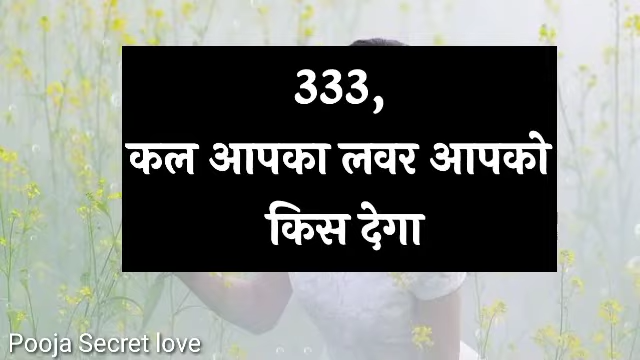 333,
कल आपका लवर आपको
किस देगा
Pooja Secret love